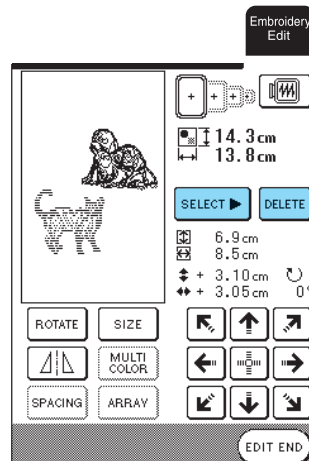 Embroidery
Edit
14.3cm
13.8cm
SELECT ▶ DELETE
6.9cm
8.5cm
+ 3.10cm
+ 3.05cm 0°
ROTATE SIZE
MULTI
COLOR
SPACING ARRAY
EDIT END